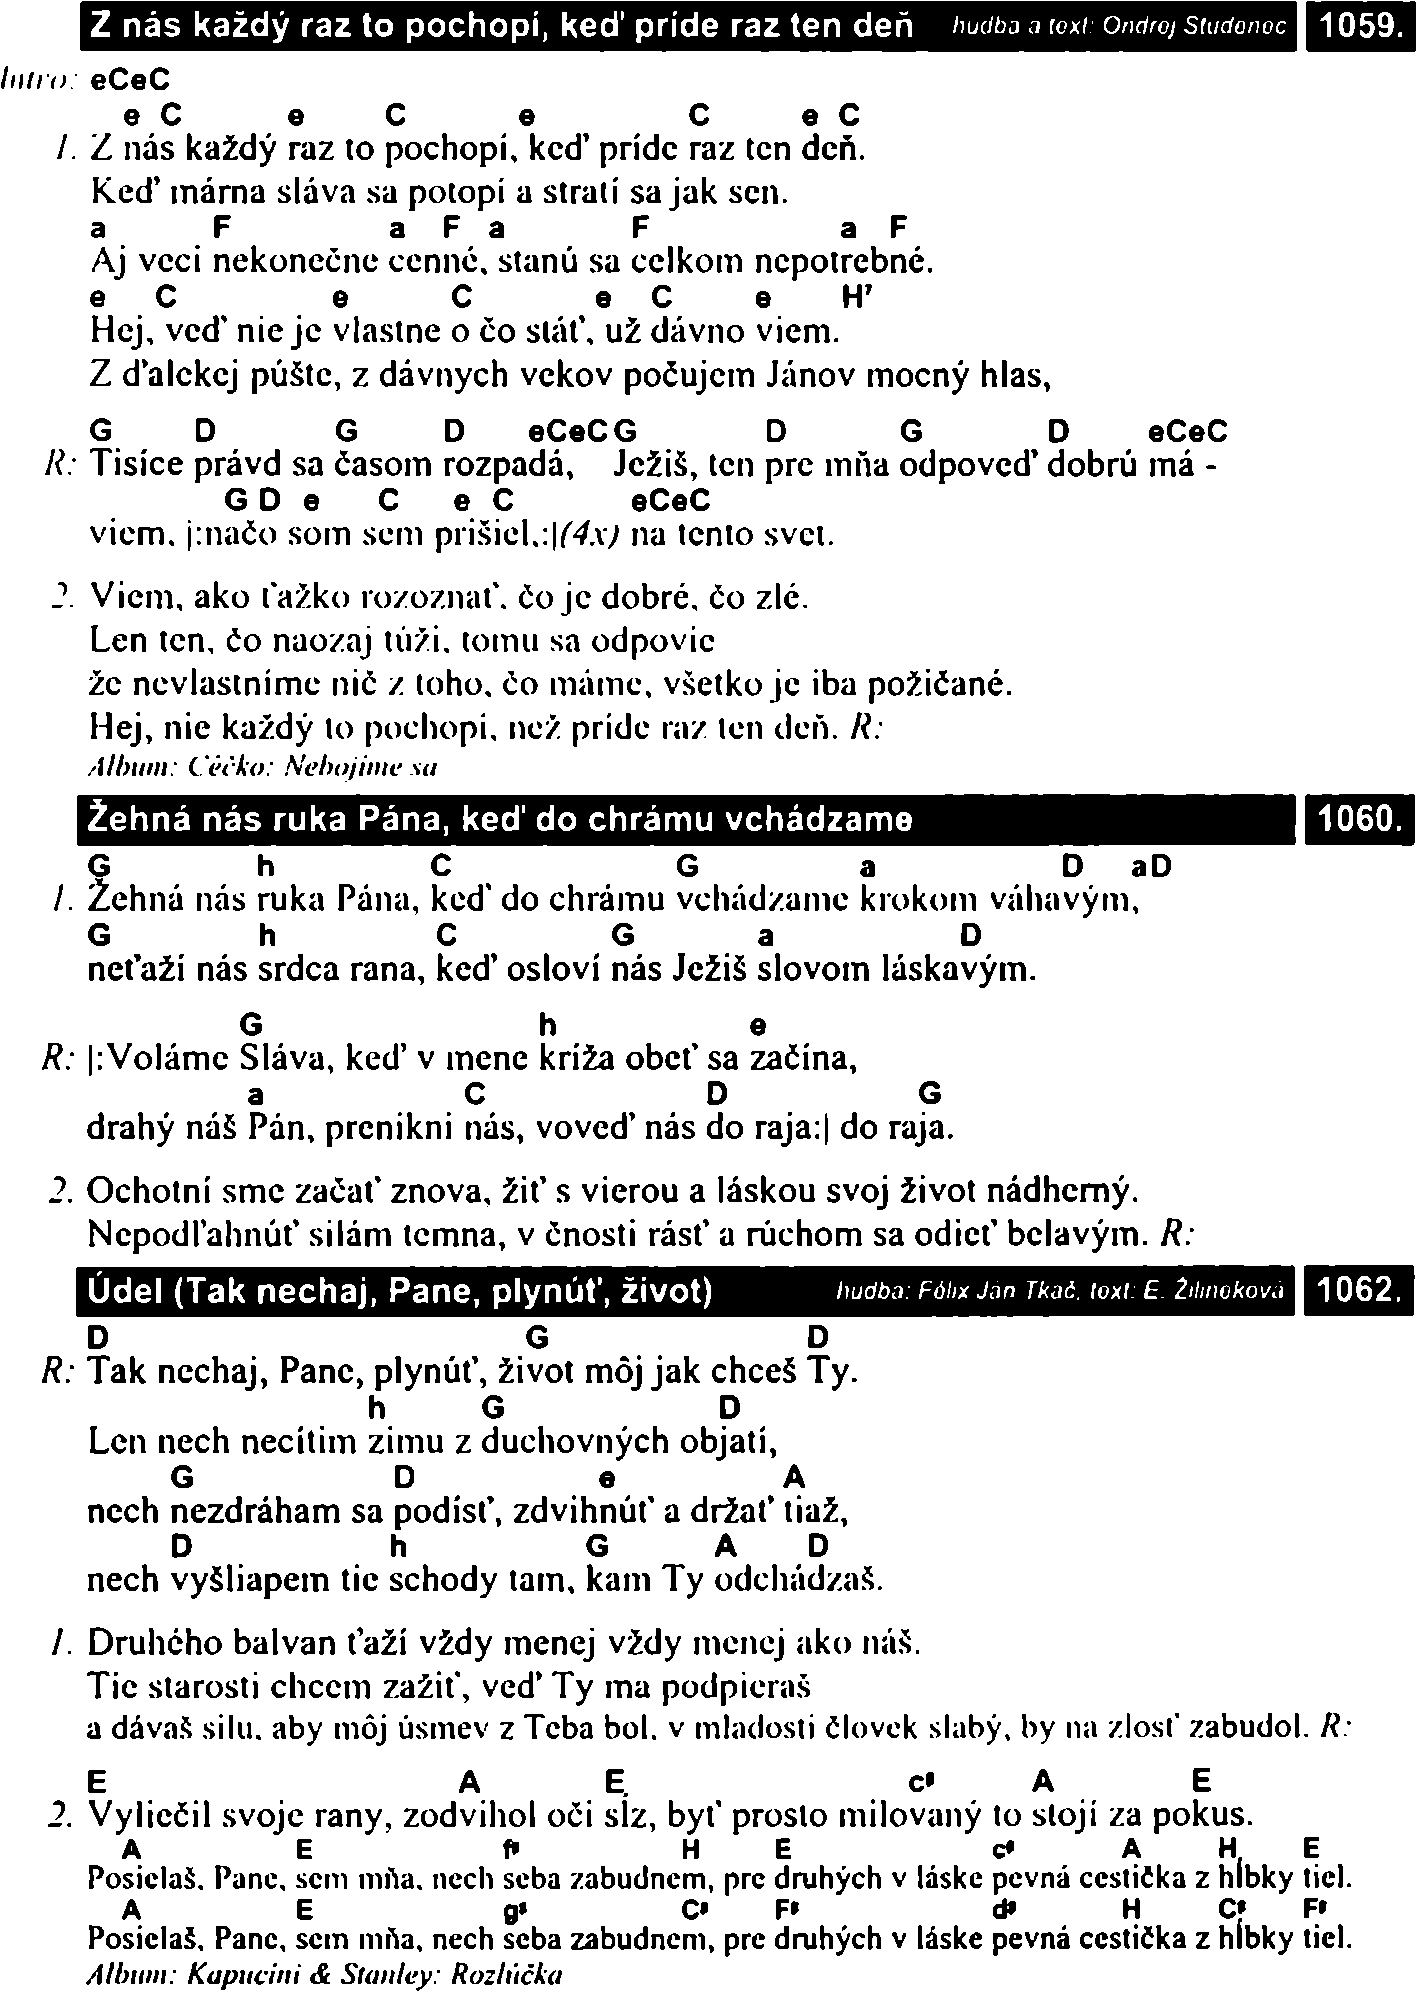 Z nás každý raz to pochopí, keď príde raz ten deň hudba a text: Ondrej Studenec 1059.
Intro: eCeC
e C e C e C e C
1. Z nás každý raz to pochopí, keď príde raz ten deň.
Keď márna sláva sa potopí a stratí sa jak sen.
a F a F a F a F
Aj veci nekonečne cenné, stanú sa celkom nepotrebné.
e C e C e C e H7
Hej, veď nie je vlastne o čo stáť, už dávno viem.
Z ďalekej púšte, z dávnych vekov počujem Jánov mocný hlas,
G D G D eCeC G D G D eCeC
R: Tisíce právd sa časom rozpadá, Ježiš, ten pre mňa odpoveď dobrú má -
G D e C e C eCeC
viem, |:načo som sem prišiel,:|(4x) na tento svet.
2. Viem, ako ťažko rozoznať, čo je dobré, čo zlé.
Len ten, čo naozaj túži, tomu sa odpovie
že nevlastníme nič z toho, čo máme, všetko je iba požičané.
Hej, nie každý to pochopí, než príde raz ten deň. R:
Album: Céčko: Nebojíme sa
Žehná nás ruka Pána, keď do chrámu vchádzame 1060.
G h C G a D aD
1. Žehná nás ruka Pána, keď do chrámu vchádzame krokom váhavým,
G h C G a D
neťaží nás srdca rana, keď osloví nás Ježiš slovom láskavým.
G h e
R: |:Voláme Sláva, keď v mene kríža obeť sa začína,
a C D G
drahý náš Pán, prenikni nás, voveď nás do raja:| do raja.
2. Ochotní sme začať znova, žiť s vierou a láskou svoj život nádherný.
Nepodľahnúť silám temna, v čnosti rásť a rúchom sa odieť belavým. R:
Údel (Tak nechaj, Pane, plynúť, život) hudba: Félix Ján Tkáč, text: E. Žilineková 1062.
D G D
R: Tak nechaj, Pane, plynúť, život môj jak chceš Ty.
h G D
Len nech necítim zimu z duchovných objatí,
G D e A
nech nezdráham sa podísť, zdvihnúť a držať tiaž,
D h G A D
nech vyšliapem tie schody tam, kam Ty odchádzaš.
1. Druhého balvan ťaží vždy menej vždy menej ako náš.
Tie starosti chcem zažiť, veď Ty ma podpieraš
a dávaš silu, aby môj úsmev z Teba bol, v mladosti človek slabý, by na zlosť zabudol. R:
E A E c# A E
2. Vyliečil svoje rany, zodvihol oči sĺz, byť prosto milovaný to stojí za pokus.
A E f# H E c# A H E
Posielaš, Pane, sem mňa, nech seba zabudnem, pre druhých v láske pevná cestička z hĺbky tiel.
A E g# C# F# d# H C# F#
Posielaš, Pane, sem mňa, nech seba zabudnem, pre druhých v láske pevná cestička z hĺbky tiel.
Album: Kapucíni & Stanley: Rozlúčka